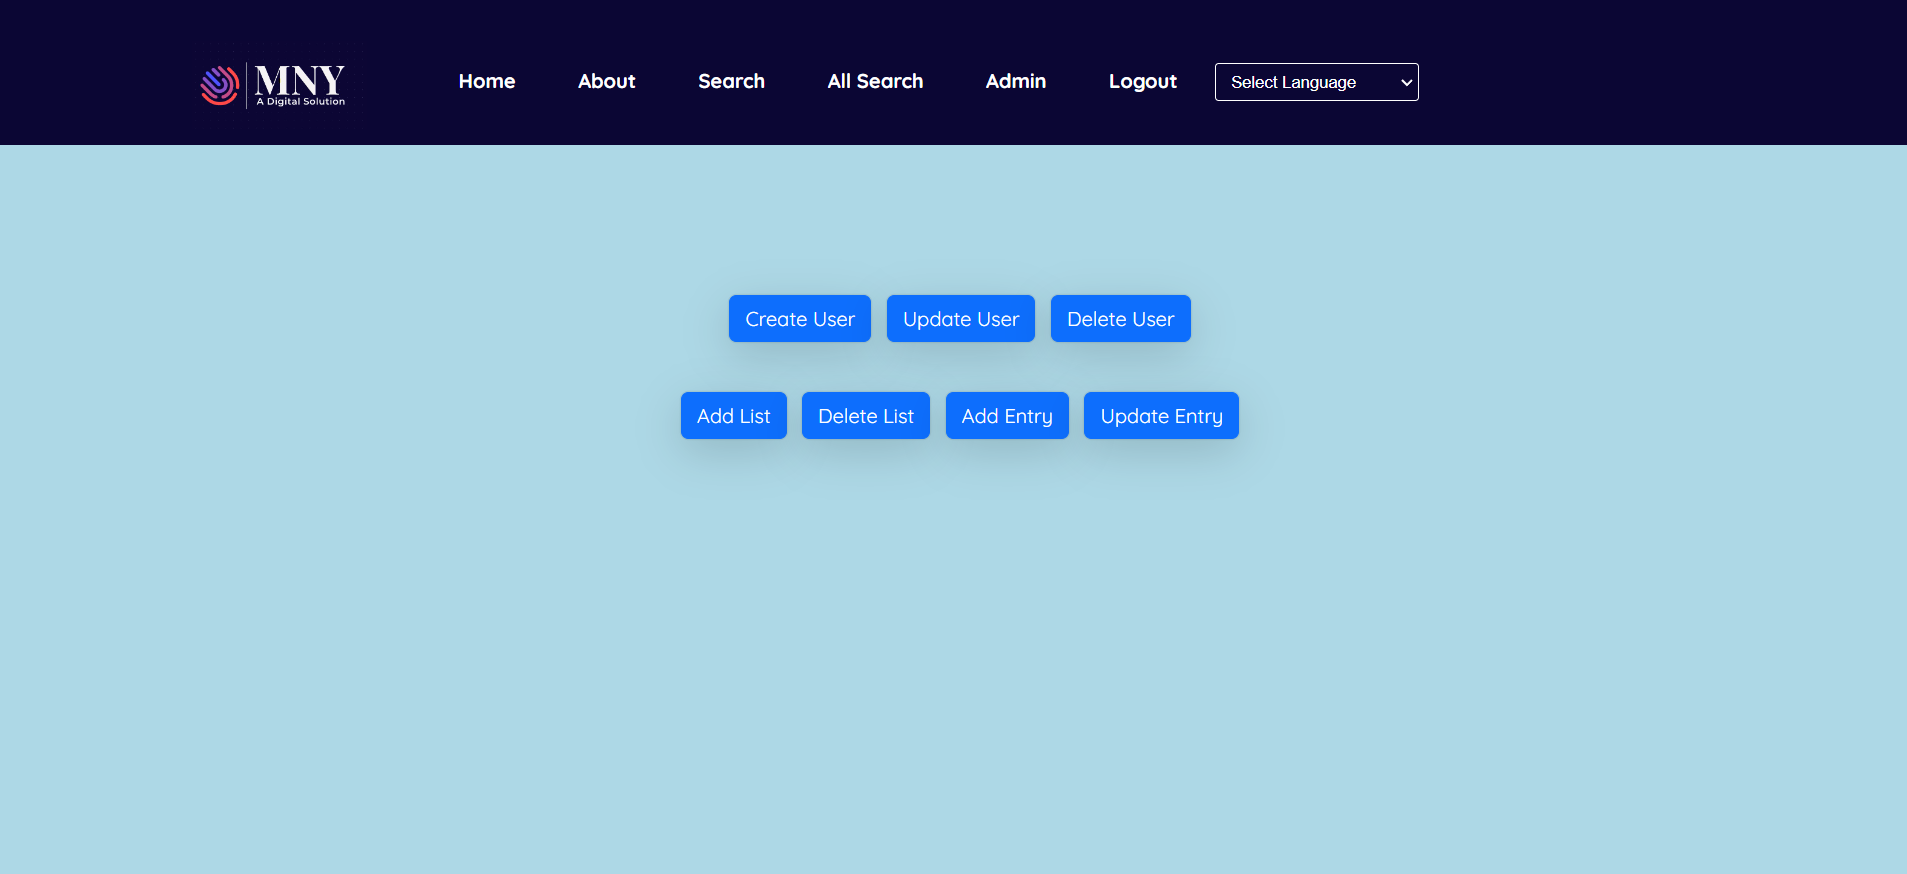 MNY
A Digital Solution
Home About Search All Search Admin Logout Select Language
Create User Update User Delete User
Add List Delete List Add Entry Update Entry